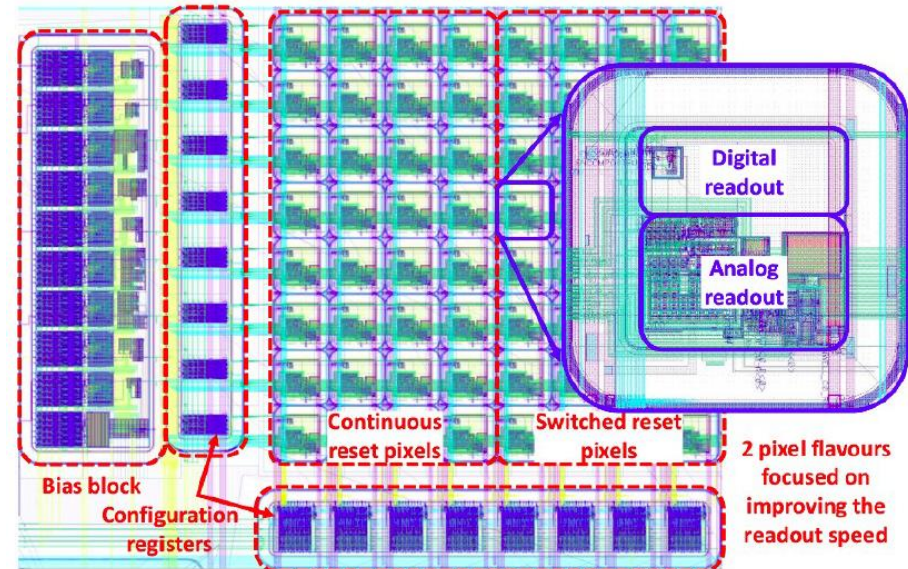 Digital
readout
Analog
readout
Continuous
reset pixels
Switched reset
pixels
Bias block
Configuration
registers
2 pixel flavours
focused on
improving the
readout speed